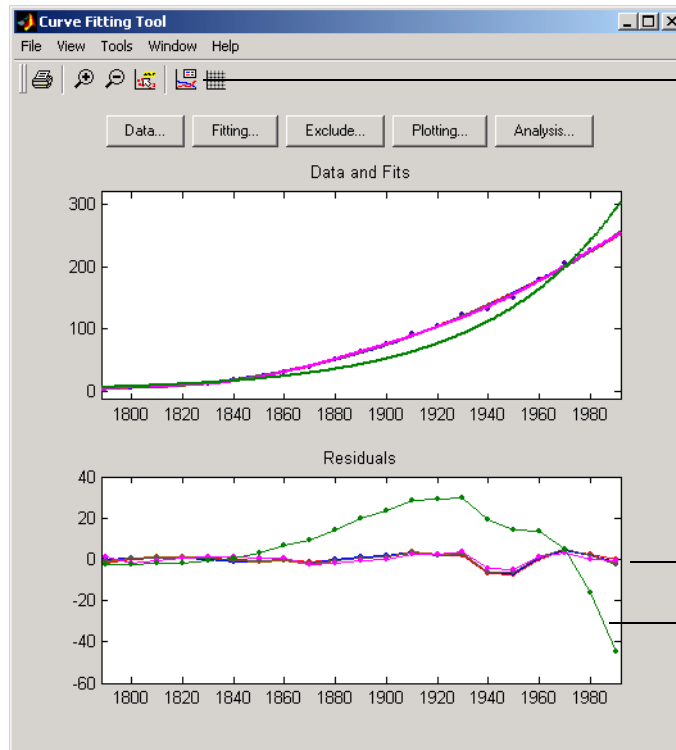 Curve Fitting Tool
File View Tools Window Help
Data... Fitting... Exclude... Plotting... Analysis...
Data and Fits
300
200
100
0
1800 1820 1840 1860 1880 1900 1920 1940 1960 1980
Residuals
40
20
0
-20
-40
-60
1800 1820 1840 1860 1880 1900 1920 1940 1960 1980